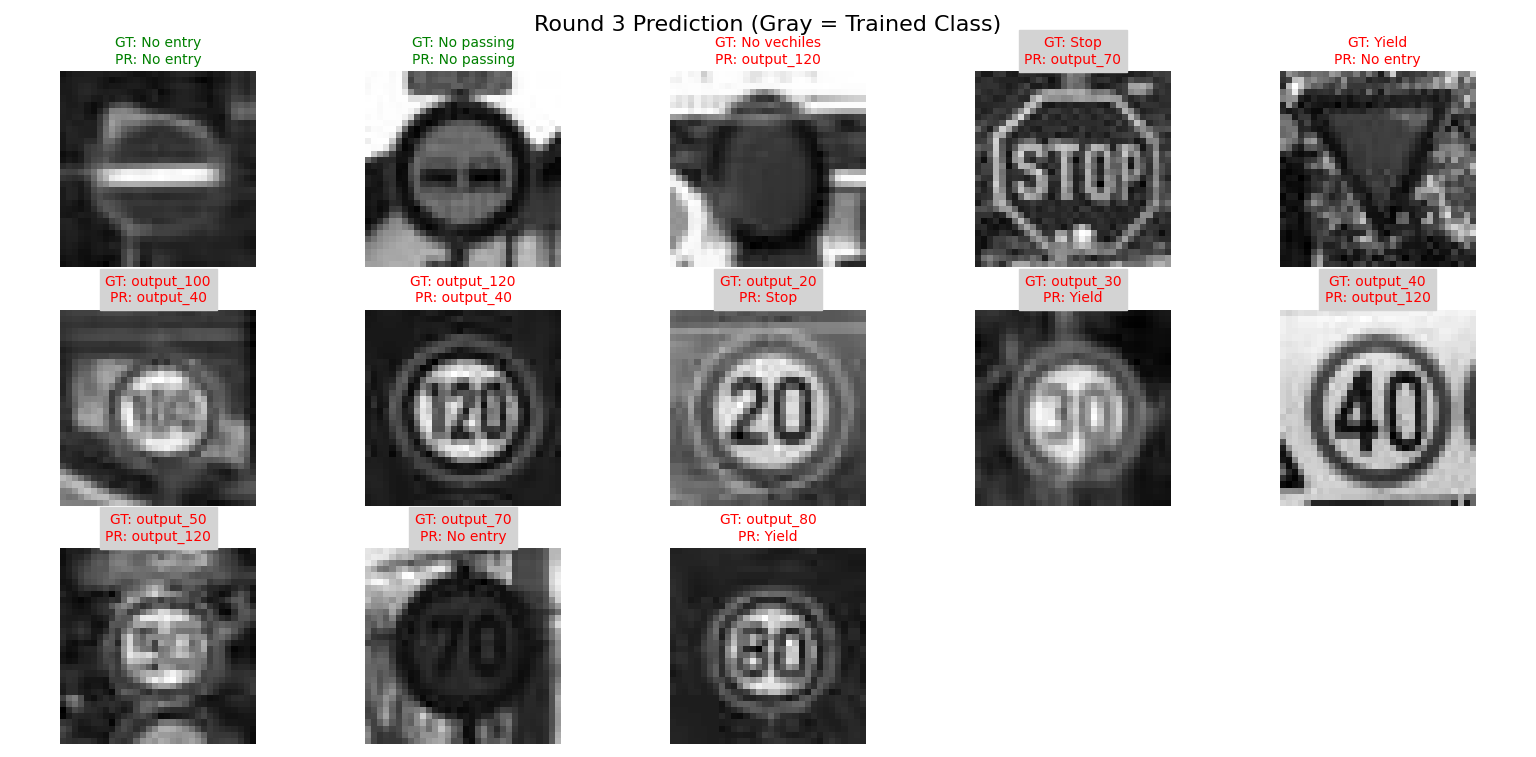 Round 3 Prediction (Gray = Trained Class)
GT: No entry
PR: No entry
GT: No passing
PR: No passing
GT: No vechiles
PR: output_120
GT: Stop
PR: output_70
GT: Yield
PR: No entry
STOP
GT: output_100
PR: output_40
GT: output_120
PR: output_40
GT: output_20
PR: Stop
GT: output_30
PR: Yield
GT: output_40
PR: output_120
100
120
20
30
40
GT: output_50
PR: output_120
GT: output_70
PR: No entry
GT: output_80
PR: Yield
50
70
80